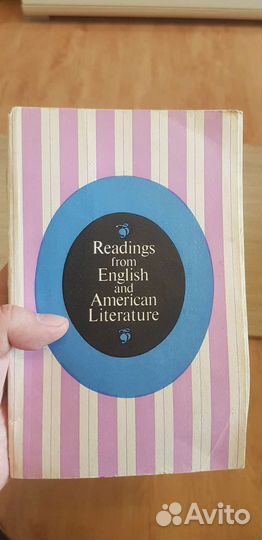 Readings
from
English
and
American
Literature
Avito